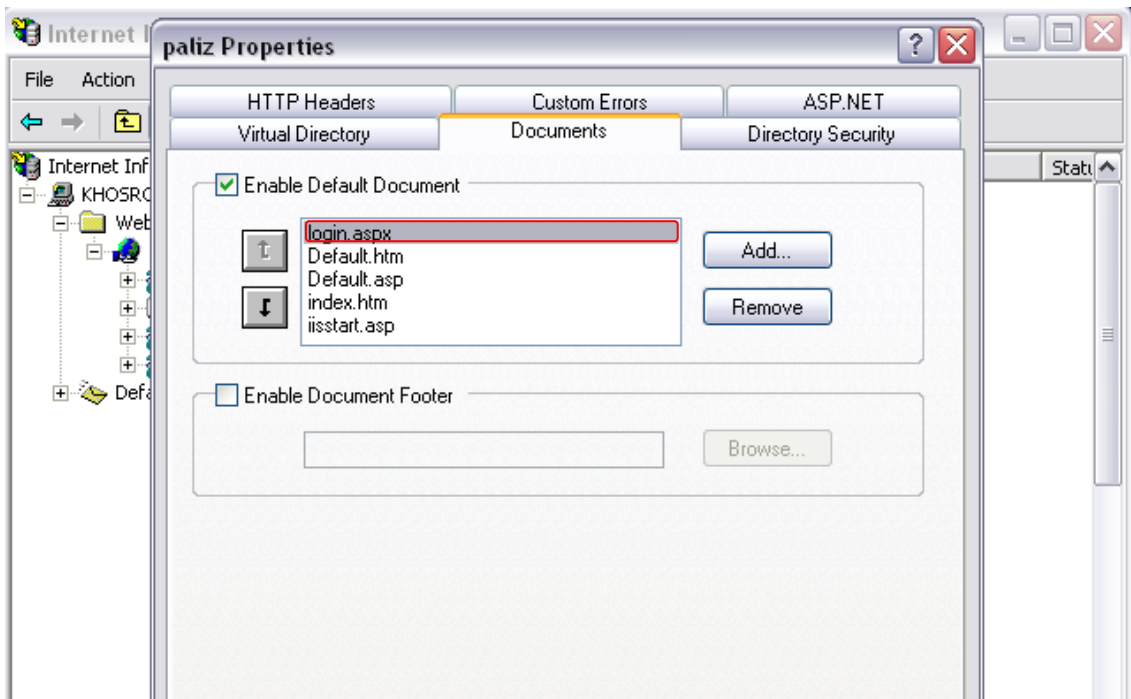 Internet I
paliz Properties
File Action
HTTP Headers Custom Errors ASP.NET
Virtual Directory Documents Directory Security
Internet Inf
Statu
KHOSRO
Web
Defa
Enable Default Document
login.aspx
Default.htm
Default.asp
index.htm
iisstart.asp
Add...
Remove
Enable Document Footer
Browse...